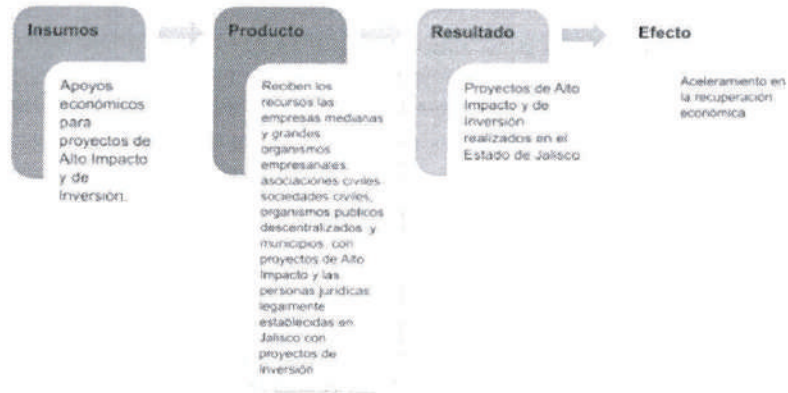 Insumos
Apoyos
económicos
para
proyectos de
Alto Impacto
y de
Inversión.
Producto
Reciben los
recursos las
empresas medianas
y grandes
organismos
empresariales
asociaciones civiles
sociedades civiles,
organismos publicos
descentralizados y
municipios con
proyectos de Alto
Impacto y las
personas juridicas
legalmente
establecidas en
Jalisco con
proyectos de
Inversión
Resultado
Proyectos de Alto
Impacto y de
Inversión
realizados en el
Estado de Jalisco
Efecto
Aceleramiento en
la recuperación
económica